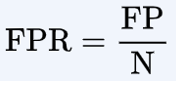 FPR = FP / N